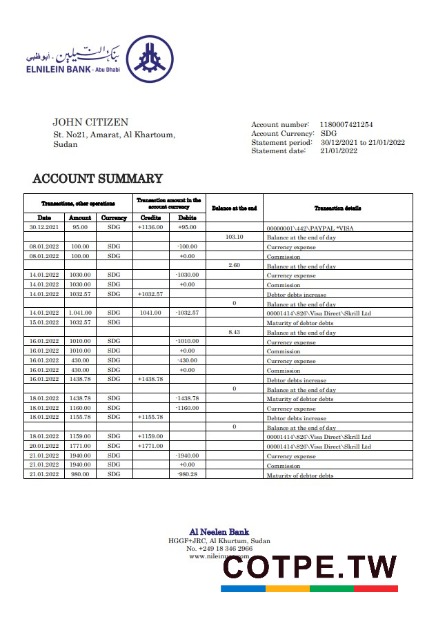 بنك النيلين - أبوظبي
ELNILEIN BANK - Abu Dhabi
JOHN CITIZEN
St. No21, Amarat, Al Khartoum,
Sudan
Account number: 1180007421254
Account Currency: SDG
Statement period: 30/12/2021 to 21/01/2022
Statement date: 21/01/2022
ACCOUNT SUMMARY
Transactions, other operations Transaction amount in the account currency Balance at the end Transaction details
Date Amount Currency Credits Debits
30.12.2021 95.00 SDG +1136.00 +95.00 00000001\442\PAYPAL *VISA
103.10 Balance at the end of day
08.01.2022 100.00 SDG -100.00 Currency expense
08.01.2022 100.00 SDG +0.00 Commission
2.60 Balance at the end of day
14.01.2022 1030.00 SDG -1030.00 Currency expense
14.01.2022 1030.00 SDG +0.00 Commission
14.01.2022 1032.57 SDG +1032.57 Debtor debts increase
0 Balance at the end of day
14.01.2022 1.041.00 SDG 1041.00 -1032.57 00001414\826\Visa Direct\Skrill Ltd
15.01.2022 1032.57 SDG Maturity of debtor debts
8.43 Balance at the end of day
16.01.2022 1010.00 SDG -1010.00 Currency expense
16.01.2022 1010.00 SDG +0.00 Commission
16.01.2022 430.00 SDG -430.00 Currency expense
16.01.2022 430.00 SDG +0.00 Commission
16.01.2022 1438.78 SDG +1438.78 Debtor debts increase
0 Balance at the end of day
18.01.2022 1438.78 SDG -1438.78 Maturity of debtor debts
18.01.2022 1160.00 SDG -1160.00 Currency expense
18.01.2022 1155.78 SDG +1155.78 Debtor debts increase
0 Balance at the end of day
18.01.2022 1159.00 SDG +1159.00 00001414\826\Visa Direct\Skrill Ltd
20.01.2022 1771.00 SDG +1771.00 00001414\826\Visa Direct\Skrill Ltd
21.01.2022 1940.00 SDG -1940.00 Currency expense
21.01.2022 1940.00 SDG +0.00 Commission
21.01.2022 980.00 SDG -980.28 Maturity of debtor debts
Al Neelen Bank
HGGF+JRC, Al Khurtum, Sudan
No. +249 18 346 2966
COTPE.TW